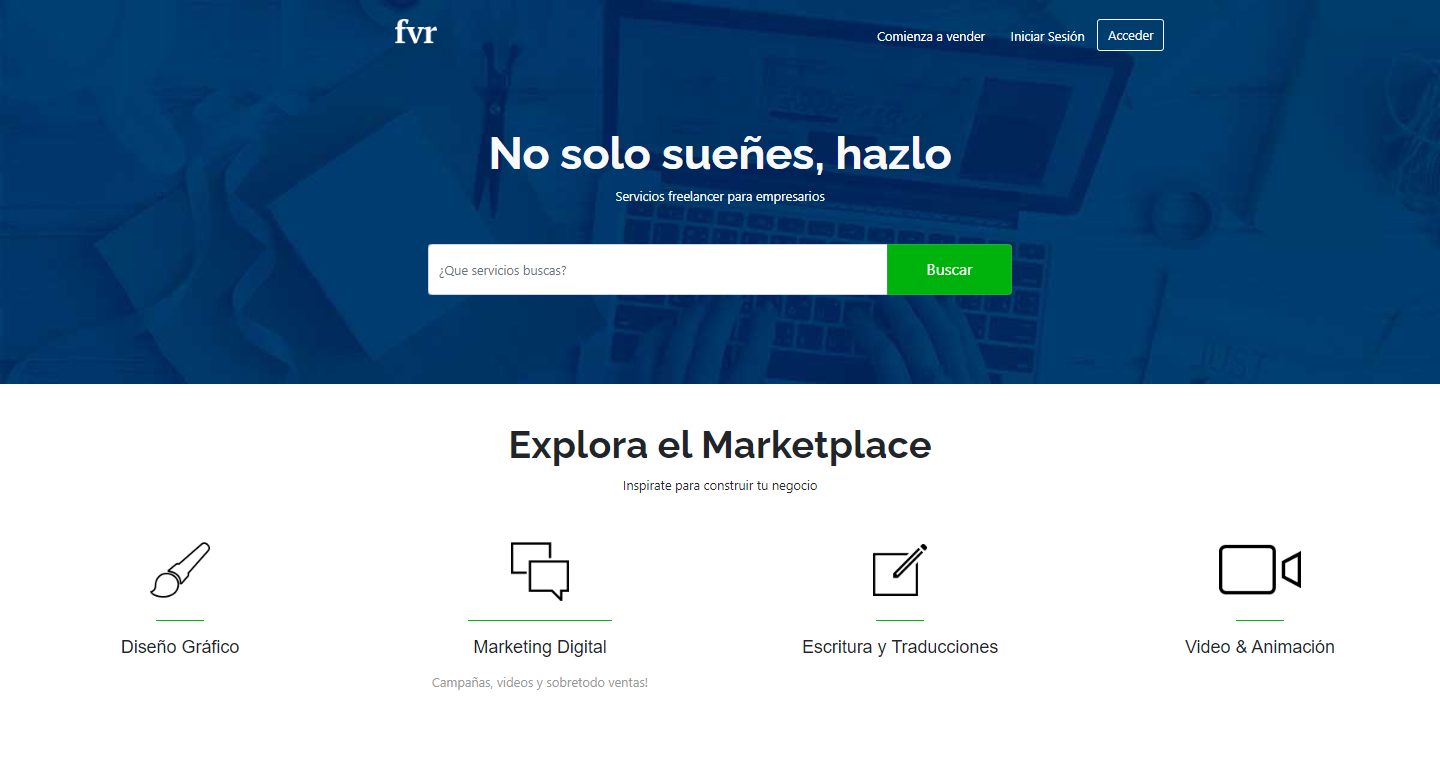 fvr
Comienza a vender
Iniciar Sesión
Acceder
No solo sueñes, hazlo
Servicios freelancer para empresarios
¿Que servicios buscas?
Buscar
JUST
Explora el Marketplace
Inspirate para construir tu negocio
Diseño Gráfico
Marketing Digital
Escritura y Traducciones
Video & Animación
Campañas, videos y sobretodo ventas!